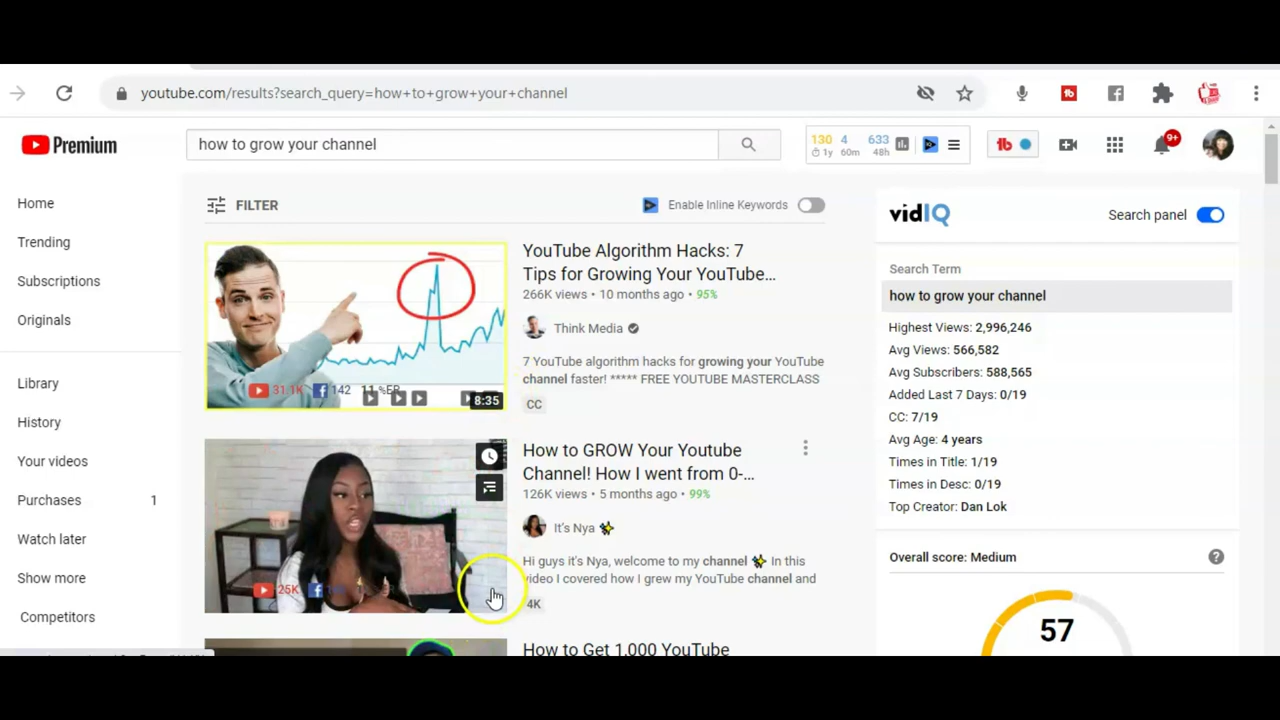 youtube.com/results?search_query=how+to+grow+your+channel
Premium
how to grow your channel
130 4 633
1y 60m 48h
tb
9+
Home
Trending
Subscriptions
Originals
Library
History
Your videos
Purchases 1
Watch later
Show more
Competitors
FILTER
Enable Inline Keywords
31.1K 142 11.%ER
8:35
YouTube Algorithm Hacks: 7
Tips for Growing Your YouTube...
266K views • 10 months ago • 95%
Think Media
7 YouTube algorithm hacks for growing your YouTube
channel faster! ***** FREE YOUTUBE MASTERCLASS
CC
25K
How to GROW Your Youtube
Channel! How I went from 0-...
126K views • 5 months ago • 99%
It's Nya
Hi guys it's Nya, welcome to my channel ✨ In this
video I covered how I grew my YouTube channel and
4K
How to Get 1,000 YouTube
vidIQ
Search panel
Search Term
how to grow your channel
Highest Views: 2,996,246
Avg Views: 566,582
Avg Subscribers: 588,565
Added Last 7 Days: 0/19
CC: 7/19
Avg Age: 4 years
Times in Title: 1/19
Times in Desc: 0/19
Top Creator: Dan Lok
Overall score: Medium
57